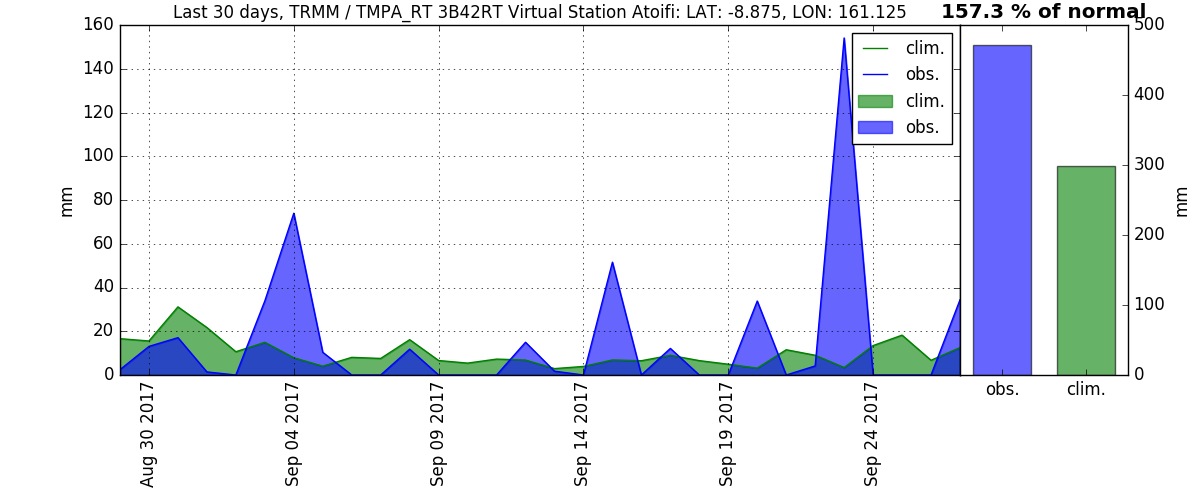 Last 30 days, TRMM / TMPA_RT 3B42RT Virtual Station Atoifi: LAT: -8.875, LON: 161.125
157.3 % of normal
160
140
120
100
80
60
40
20
0
mm
clim.
obs.
clim.
obs.
Aug 30 2017
Sep 04 2017
Sep 09 2017
Sep 14 2017
Sep 19 2017
Sep 24 2017
500
400
300
200
100
0
mm
obs.
clim.